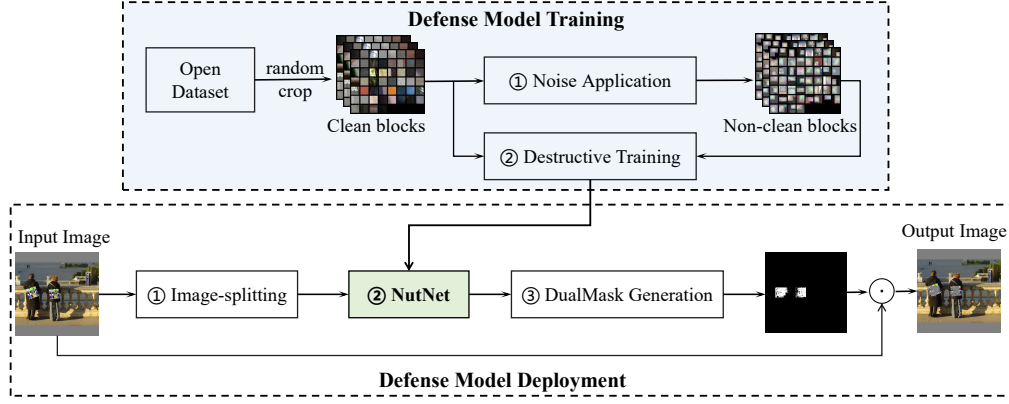 Defense Model Training
Open
Dataset
random
crop
Clean blocks
① Noise Application
Non-clean blocks
② Destructive Training
Input Image
① Image-splitting
② NutNet
③ DualMask Generation
Output Image
Defense Model Deployment